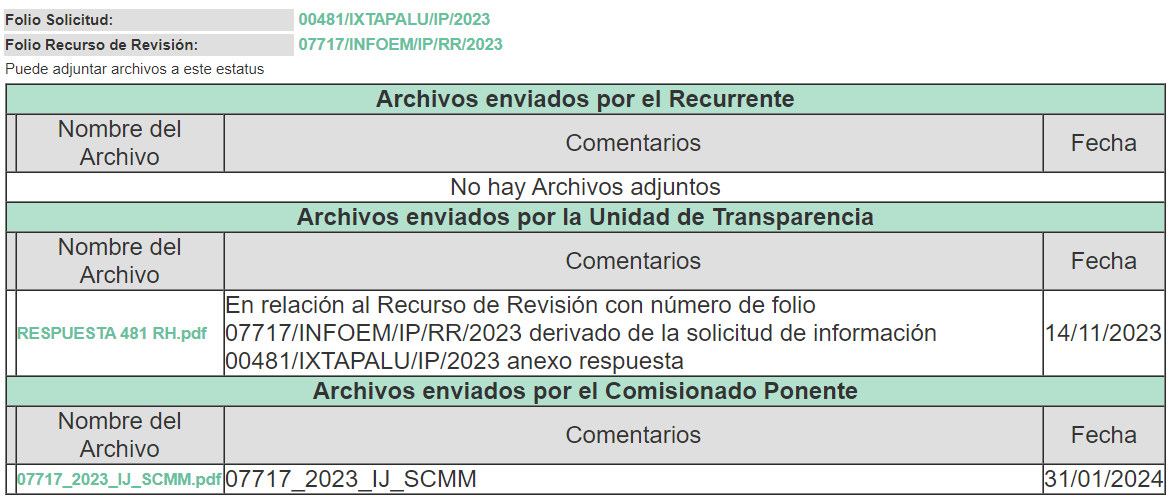 Folio Solicitud: 00481/IXTAPALU/IP/2023
Folio Recurso de Revisión: 07717/INFOEM/IP/RR/2023
Puede adjuntar archivos a este estatus
Archivos enviados por el Recurrente
Nombre del
Archivo
Comentarios
Fecha
No hay Archivos adjuntos
Archivos enviados por la Unidad de Transparencia
Nombre del
Archivo
Comentarios
Fecha
RESPUESTA 481 RH.pdf
En relación al Recurso de Revisión con número de folio
07717/INFOEM/IP/RR/2023 derivado de la solicitud de información
00481/IXTAPALU/IP/2023 anexo respuesta
14/11/2023
Archivos enviados por el Comisionado Ponente
Nombre del
Archivo
Comentarios
Fecha
07717_2023_IJ_SCMM.pdf
07717_2023_IJ_SCMM
31/01/2024